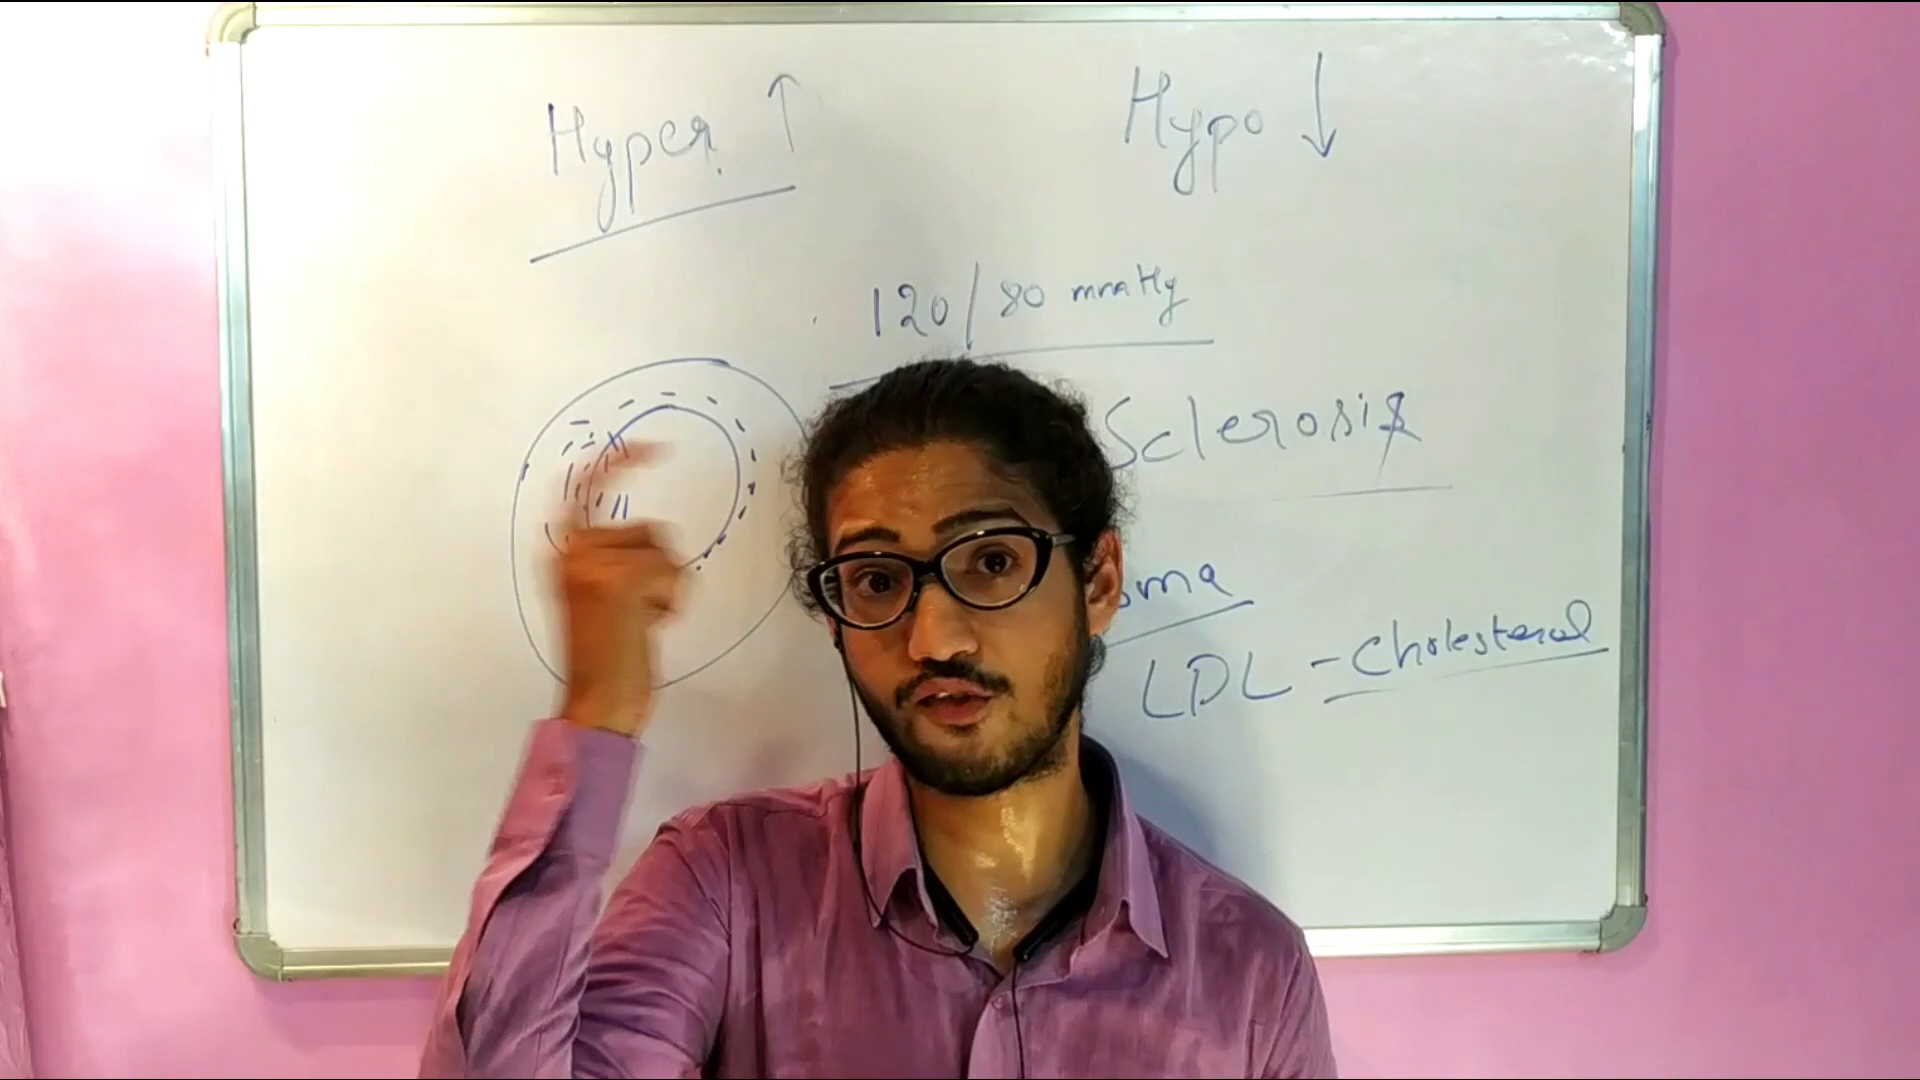 Hyper ↑
Hypo ↓
120/80 mmHg
Sclerosis
oma
LDL - Cholesterol